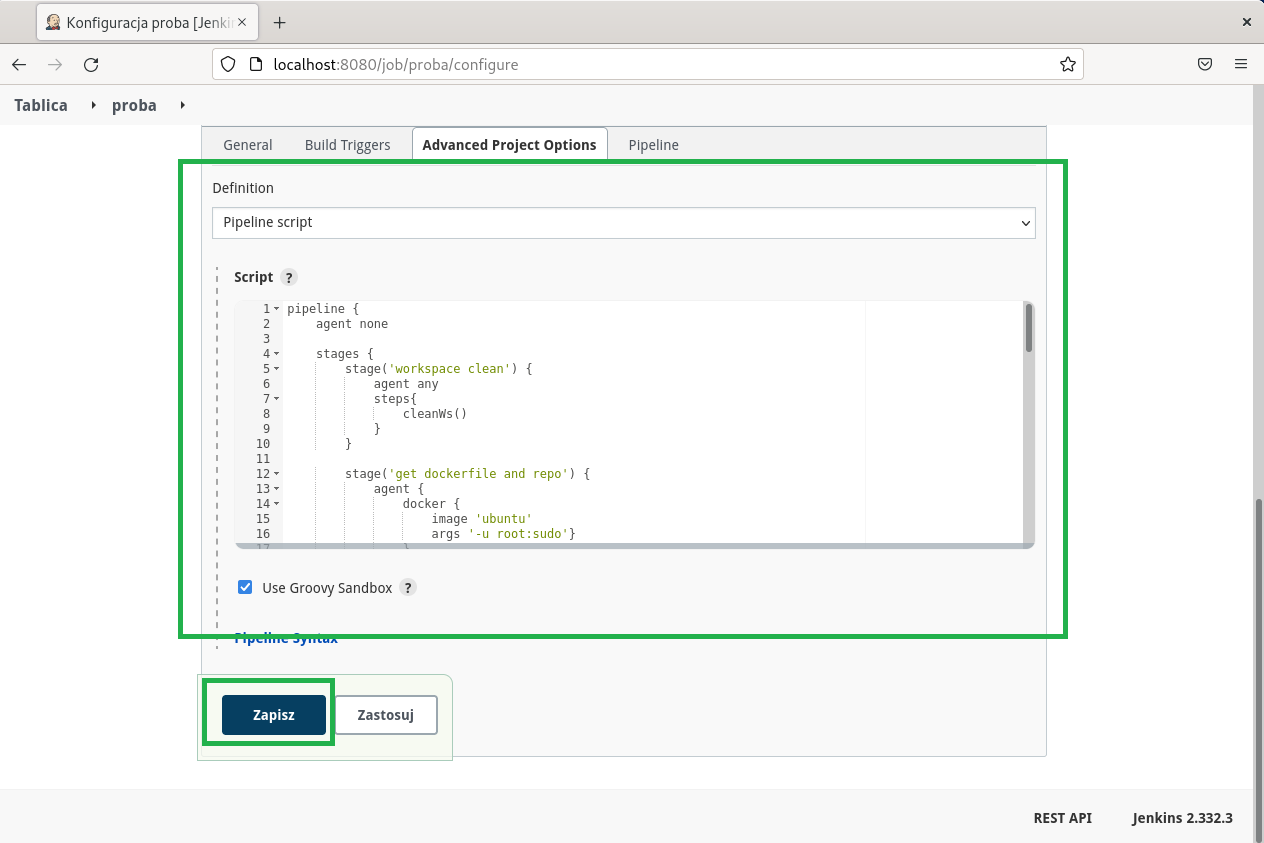 Konfiguracja proba [Jenki
localhost:8080/job/proba/configure
Tablica proba
General Build Triggers Advanced Project Options Pipeline
Definition
Pipeline script
Script ?
1 pipeline {
2 agent none
3
4 stages {
5 stage('workspace clean') {
6 agent any
7 steps{
8 cleanWs()
9 }
10 }
11
12 stage('get dockerfile and repo') {
13 agent {
14 docker {
15 image 'ubuntu'
16 args '-u root:sudo'}
17 }
Use Groovy Sandbox ?
Pipeline Syntax
Zapisz Zastosuj
REST API Jenkins 2.332.3